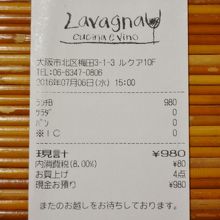 Lavagna
cucina e vino
大阪市北区梅田3-1-3 ルクア10F
TEL:06-6347-0806
2016年07月06日(水) 15:00
ランチB 980
サラダ 0
パン 0
※IC 0
現計 ¥980
内消費税(8.00%) ¥80
お買上げ 4点
現金お預り ¥980
またのお越しをお待ちしております。